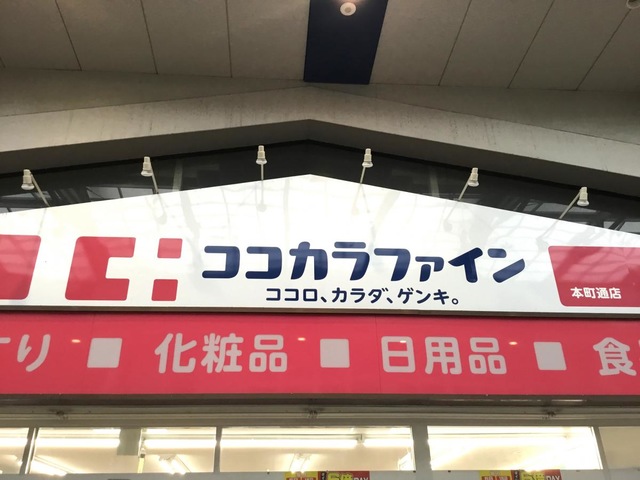 ココカラファイン
ココロ、カラダ、ゲンキ。
本町通店
り ■ 化粧品 ■ 日用品 ■ 食